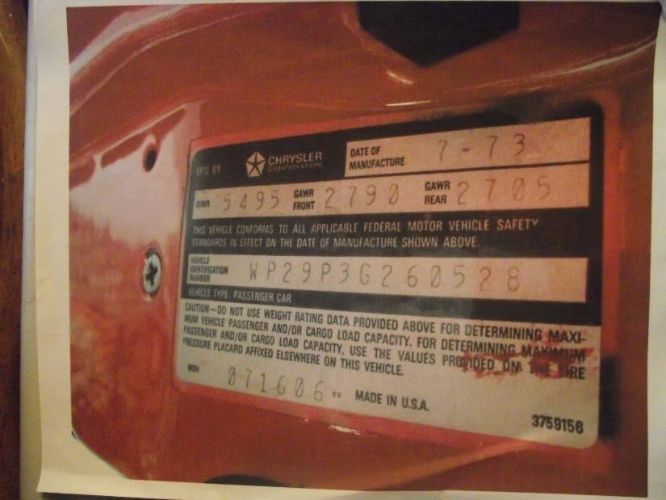 MFG BY CHRYSLER CORPORATION DATE OF MANUFACTURE 7-73
GVWR 5495 GAWR FRONT 2790 GAWR REAR 2705
THIS VEHICLE CONFORMS TO ALL APPLICABLE FEDERAL MOTOR VEHICLE SAFETY
STANDARDS IN EFFECT ON THE DATE OF MANUFACTURE SHOWN ABOVE.
VEHICLE IDENTIFICATION NUMBER WP29P3G260528
VEHICLE TYPE: PASSENGER CAR
CAUTION—DO NOT USE WEIGHT RATING DATA PROVIDED ABOVE FOR DETERMINING MAXI-
MUM VEHICLE PASSENGER AND/OR CARGO LOAD CAPACITY. FOR DETERMINING MAXIMUM
PASSENGER AND/OR CARGO LOAD CAPACITY, USE THE VALUES PROVIDED ON THE TIRE
PRESSURE PLACARD AFFIXED ELSEWHERE ON THIS VEHICLE.
MDH 071606 MADE IN U.S.A.
3759156